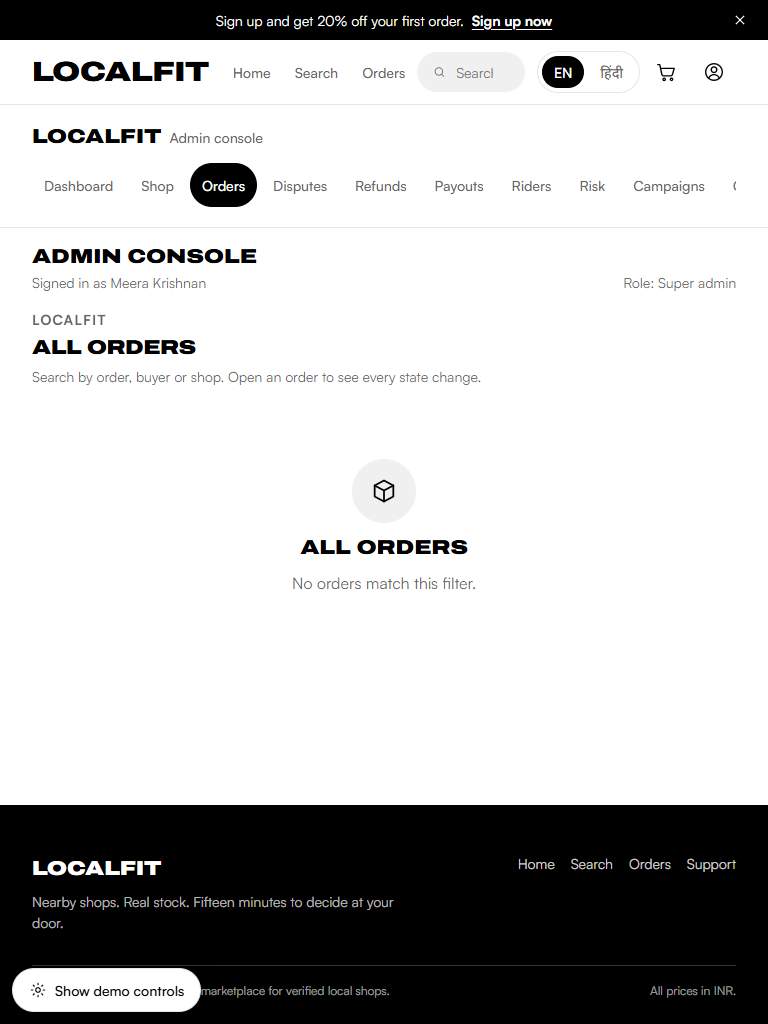 Sign up and get 20% off your first order. Sign up now
LOCALFIT Home Search Orders Searcl EN हिंदी
LOCALFIT Admin console
Dashboard Shop Orders Disputes Refunds Payouts Riders Risk Campaigns
ADMIN CONSOLE
Signed in as Meera Krishnan Role: Super admin
LOCALFIT
ALL ORDERS
Search by order, buyer or shop. Open an order to see every state change.
ALL ORDERS
No orders match this filter.
LOCALFIT Home Search Orders Support
Nearby shops. Real stock. Fifteen minutes to decide at your
door.
Show demo controls marketplace for verified local shops. All prices in INR.